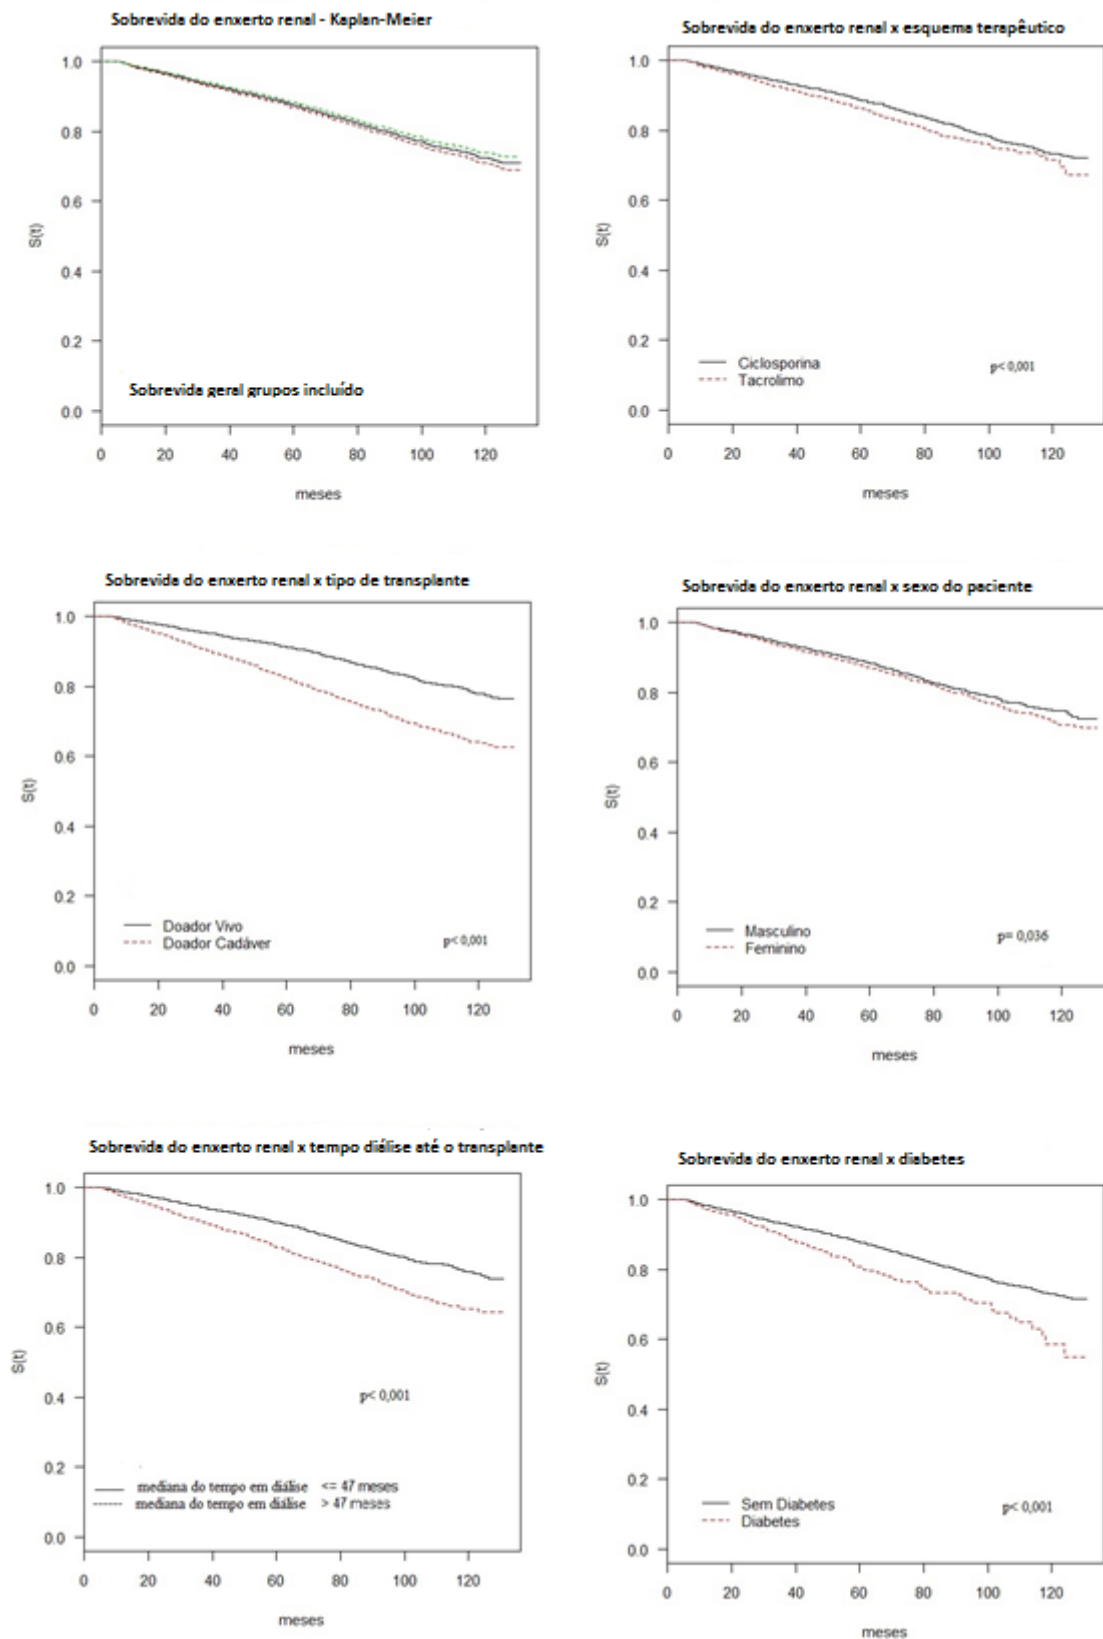 Sobrevida do enxerto renal - Kaplan-Meier
S(t)
1.0
0.8
0.6
0.4
0.2
0.0
Sobrevida geral grupos incluído
0 20 40 60 80 100 120
meses
Sobrevida do enxerto renal x esquema terapêutico
S(t)
1.0
0.8
0.6
0.4
0.2
0.0
Ciclosporina
Tacrolimo
p< 0,001
0 20 40 60 80 100 120
meses
Sobrevida do enxerto renal x tipo de transplante
S(t)
1.0
0.8
0.6
0.4
0.2
0.0
Doador Vivo
Doador Cadáver
p< 0,001
0 20 40 60 80 100 120
meses
Sobrevida do enxerto renal x sexo do paciente
S(t)
1.0
0.8
0.6
0.4
0.2
0.0
Masculino
Feminino
p= 0,036
0 20 40 60 80 100 120
meses
Sobrevida do enxerto renal x tempo diálise até o transplante
S(t)
1.0
0.8
0.6
0.4
0.2
0.0
p< 0,001
mediana do tempo em diálise <= 47 meses
mediana do tempo em diálise > 47 meses
0 20 40 60 80 100 120
meses
Sobrevida do enxerto renal x diabetes
S(t)
1.0
0.8
0.6
0.4
0.2
0.0
Sem Diabetes
Diabetes
p< 0,001
0 20 40 60 80 100 120
meses